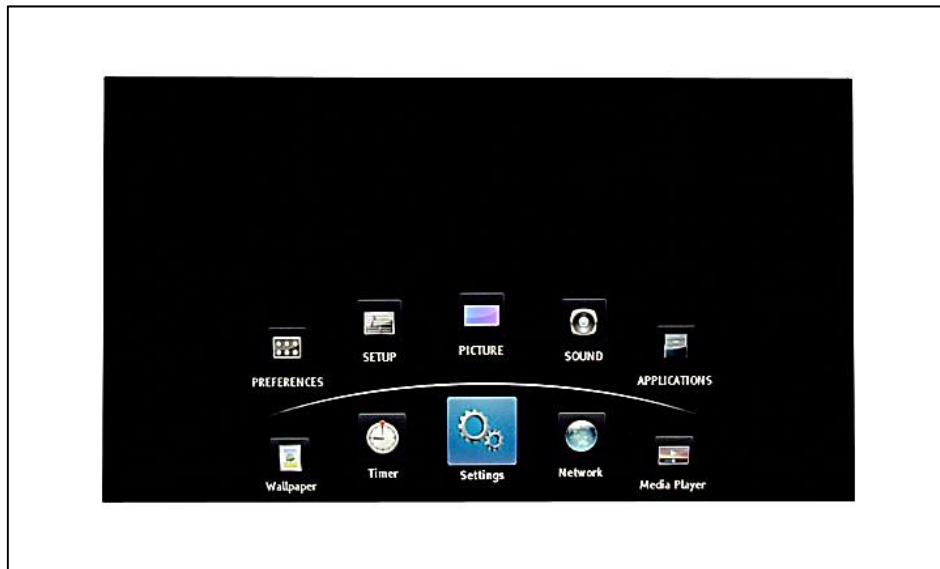 PREFERENCES
SETUP
PICTURE
SOUND
APPLICATIONS
Wallpaper
Timer
Settings
Network
Media Player